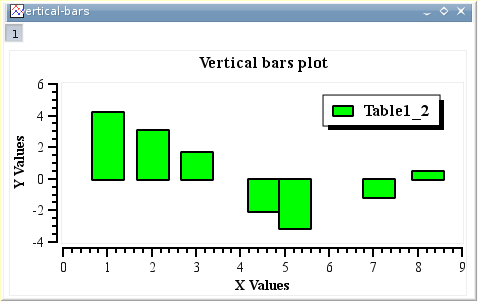 vertical-bars
1
Vertical bars plot
Table1_2
Y Values
6
4
2
0
-2
-4
0 1 2 3 4 5 6 7 8 9
X Values